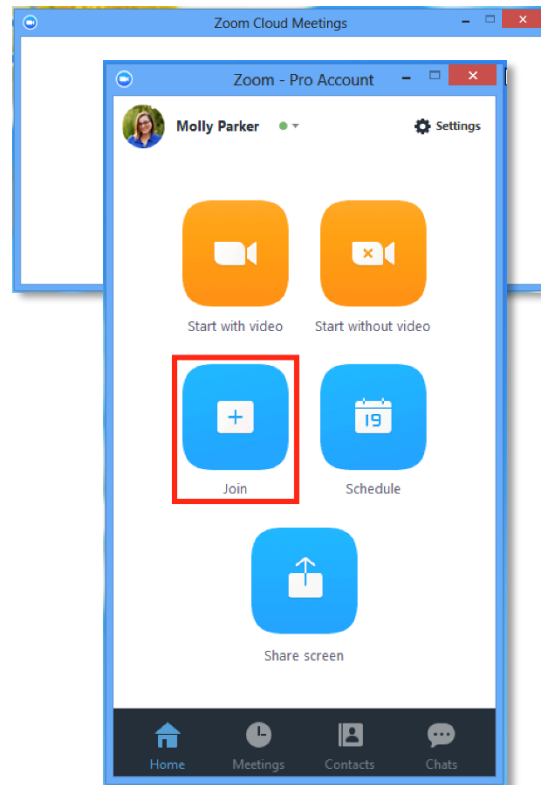 Zoom Cloud Meetings
Zoom - Pro Account
Molly Parker
Settings
Start with video
Start without video
19
Join
Schedule
Share screen
Home
Meetings
Contacts
Chats